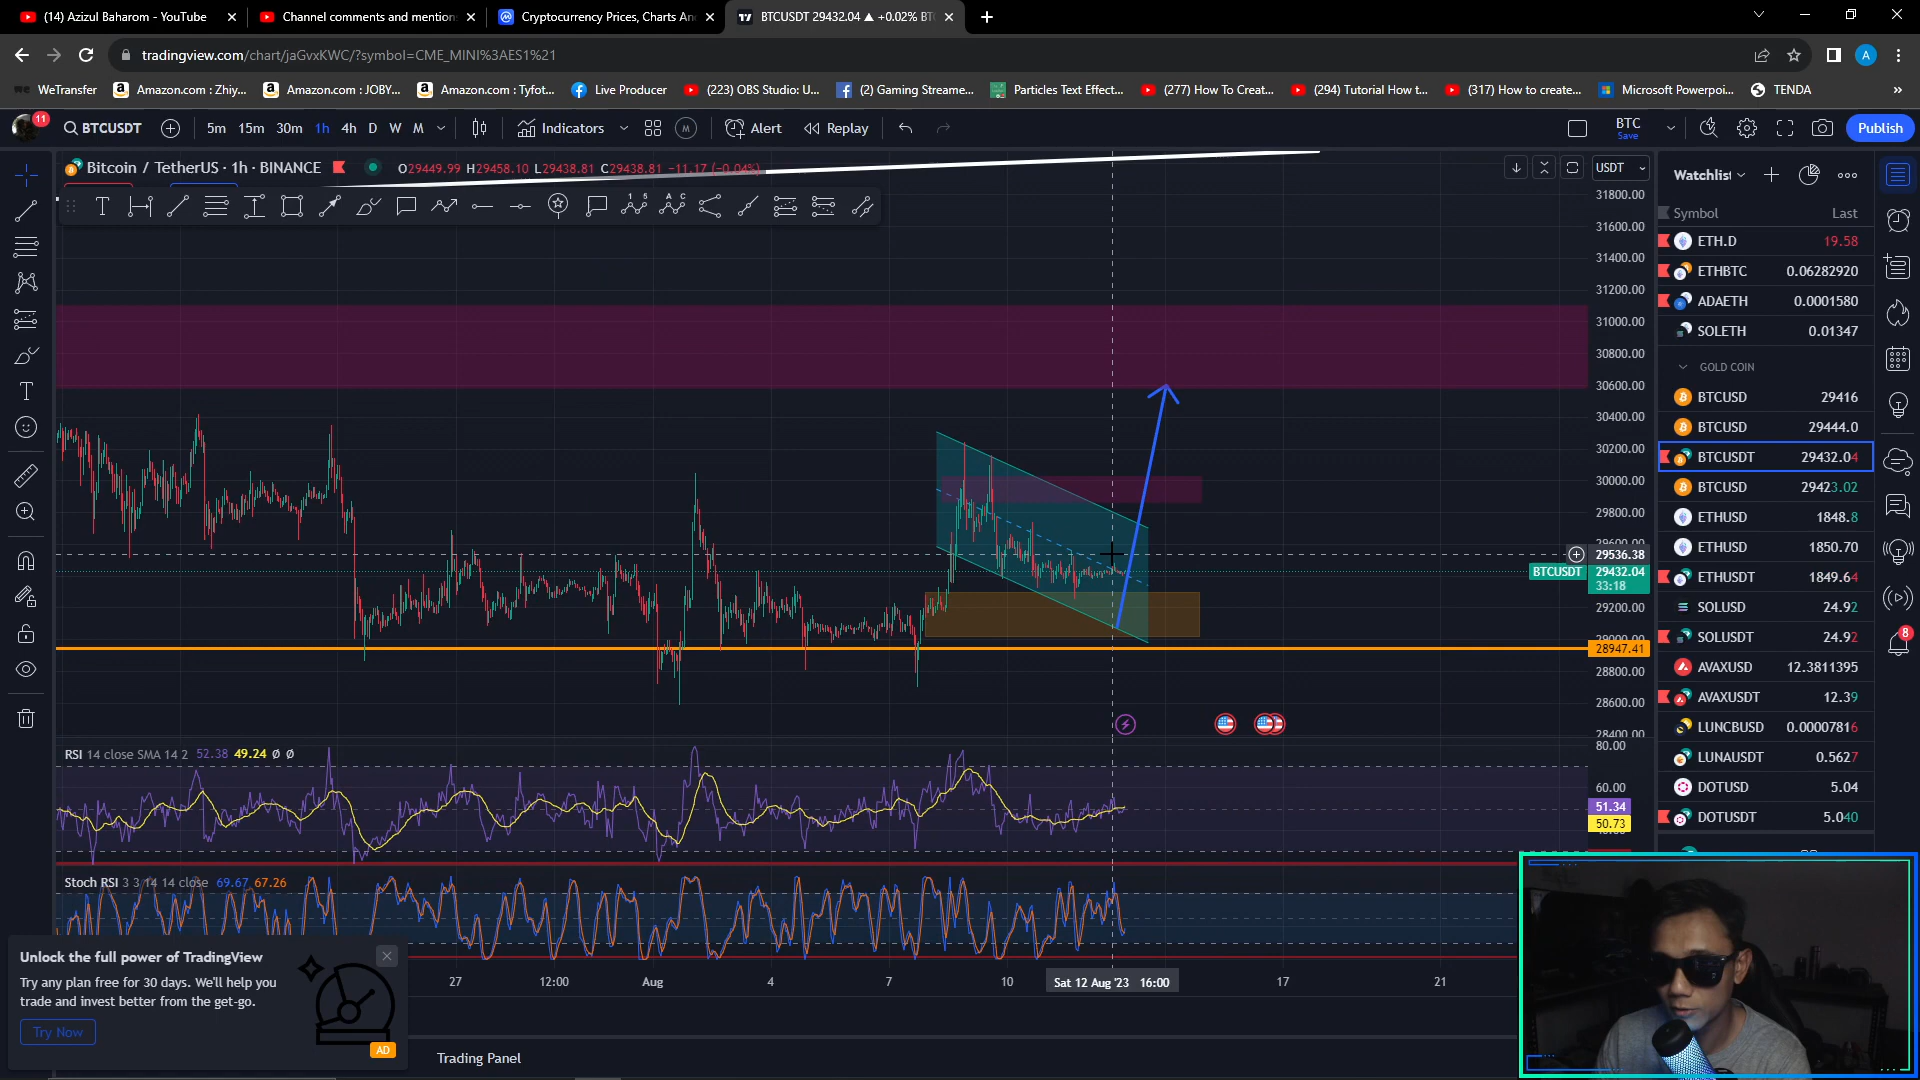 (14) Azizul Baharom - YouTube
Channel comments and mention
Cryptocurrency Prices, Charts An
BTCUSDT 29432.04 ▲ +0.02% BT
tradingview.com/chart/jaGvxKWC/?symbol=CME_MINI%3AES1%21
A
WeTransfer
Amazon.com : Zhiy...
Amazon.com : JOBY...
Amazon.com : Tyfot...
Live Producer
(223) OBS Studio: U...
(2) Gaming Streame...
Particles Text Effect...
(277) How To Creat...
(294) Tutorial How t...
(317) How to create...
Microsoft Powerpoi...
TENDA
»
11
BTCUSDT
5m 15m 30m 1h 4h D W M
Indicators
M
Alert
Replay
BTC
Save
Publish
Bitcoin / TetherUS · 1h · BINANCE
O29449.99 H29458.10 L29438.81 C29438.81 −11.17 (−0.04%)
USDT
31800.00
31600.00
31400.00
31200.00
31000.00
30800.00
30600.00
30400.00
30200.00
30000.00
29800.00
29600.00
29536.38
BTCUSDT 29432.04
33:18
29200.00
29000.00
28947.41
28800.00
28600.00
28400.00
RSI 14 close SMA 14 2 52.38 49.24 Ø Ø
80.00
60.00
51.34
50.73
Stoch RSI 3 3 14 14 close 69.67 67.26
27
12:00
Aug
4
7
10
Sat 12 Aug '23 16:00
17
21
Unlock the full power of TradingView
Try any plan free for 30 days. We'll help you
trade and invest better from the get-go.
Try Now
AD
Trading Panel
Watchlist
Symbol Last
ETH.D 19.58
ETHBTC 0.06282920
ADAETH 0.0001580
SOLETH 0.01347
GOLD COIN
BTCUSD 29416
BTCUSD 29444.0
BTCUSDT 29432.04
BTCUSD 29423.02
ETHUSD 1848.8
ETHUSD 1850.70
ETHUSDT 1849.64
SOLUSD 24.92
SOLUSDT 24.92
AVAXUSD 12.3811395
AVAXUSDT 12.39
LUNCBUSD 0.00007816
LUNAUSDT 0.5627
DOTUSD 5.04
DOTUSDT 5.040
8